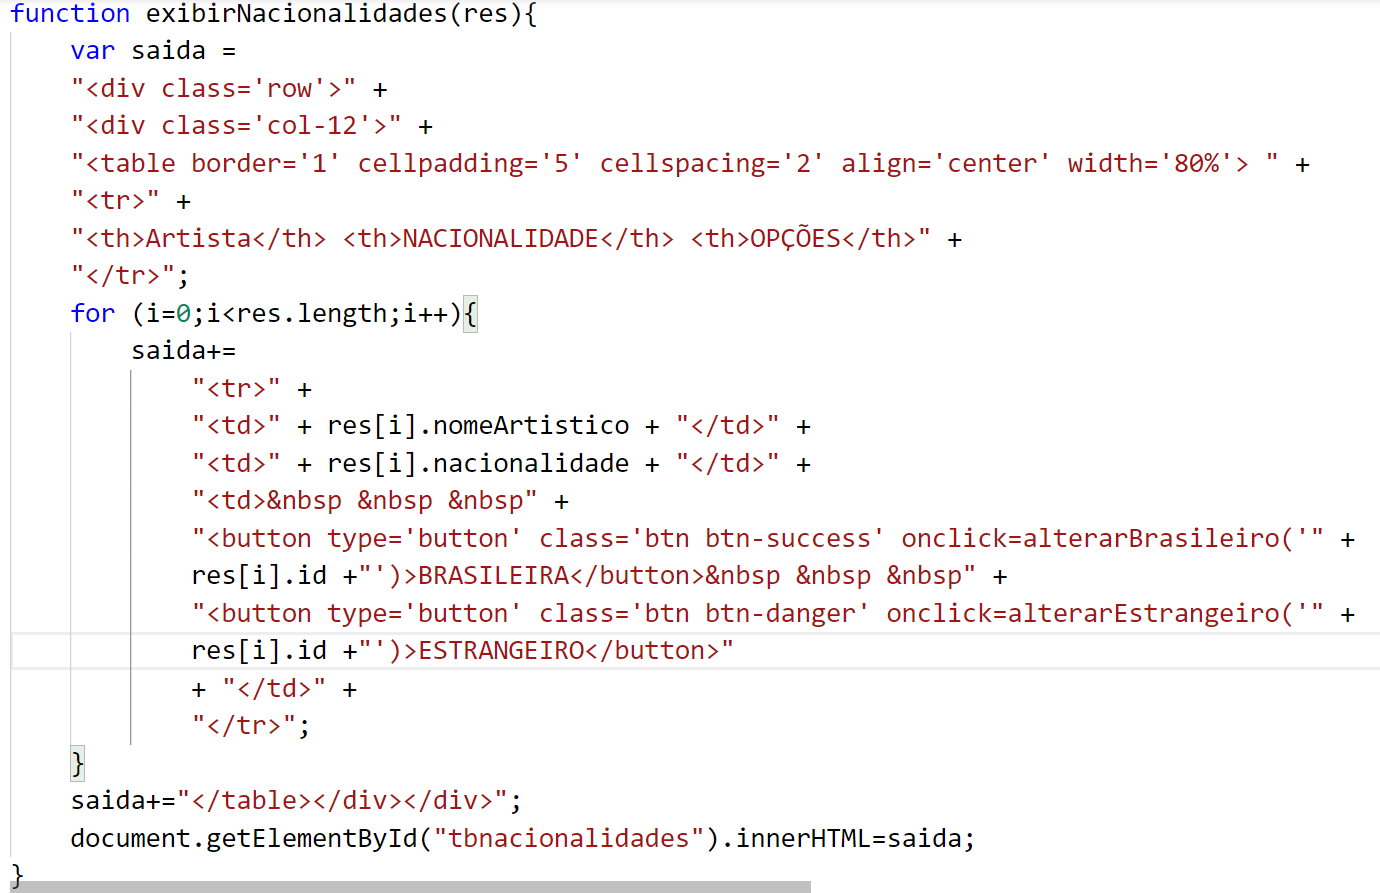 function exibirNacionalidades(res){
    var saida =
    "<div class='row'>" +
    "<div class='col-12'>" +
    "<table border='1' cellpadding='5' cellspacing='2' align='center' width='80%'> " +
    "<tr>" +
    "<th>Artista</th> <th>NACIONALIDADE</th> <th>OPÇÕES</th>" +
    "</tr>";
    for (i=0;i<res.length;i++){
        saida+=
            "<tr>" +
            "<td>" + res[i].nomeArtistico + "</td>" +
            "<td>" + res[i].nacionalidade + "</td>" +
            "<td>&nbsp &nbsp &nbsp" +
            "<button type='button' class='btn btn-success' onclick=alterarBrasileiro('" +
            res[i].id +"')>BRASILEIRA</button>&nbsp &nbsp &nbsp" +
            "<button type='button' class='btn btn-danger' onclick=alterarEstrangeiro('" +
            res[i].id +"')>ESTRANGEIRO</button>"
            + "</td>" +
            "</tr>";
    }
    saida+="</table></div></div>";
    document.getElementById("tbnacionalidades").innerHTML=saida;
}